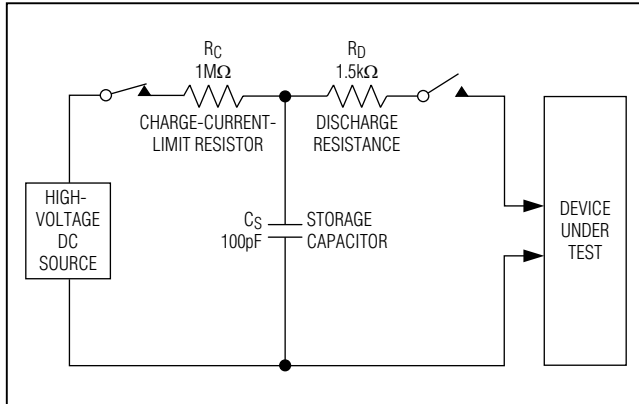 RC
1MΩ
CHARGE-CURRENT-
LIMIT RESISTOR
RD
1.5kΩ
DISCHARGE
RESISTANCE
HIGH-
VOLTAGE
DC
SOURCE
CS
100pF
STORAGE
CAPACITOR
DEVICE
UNDER
TEST